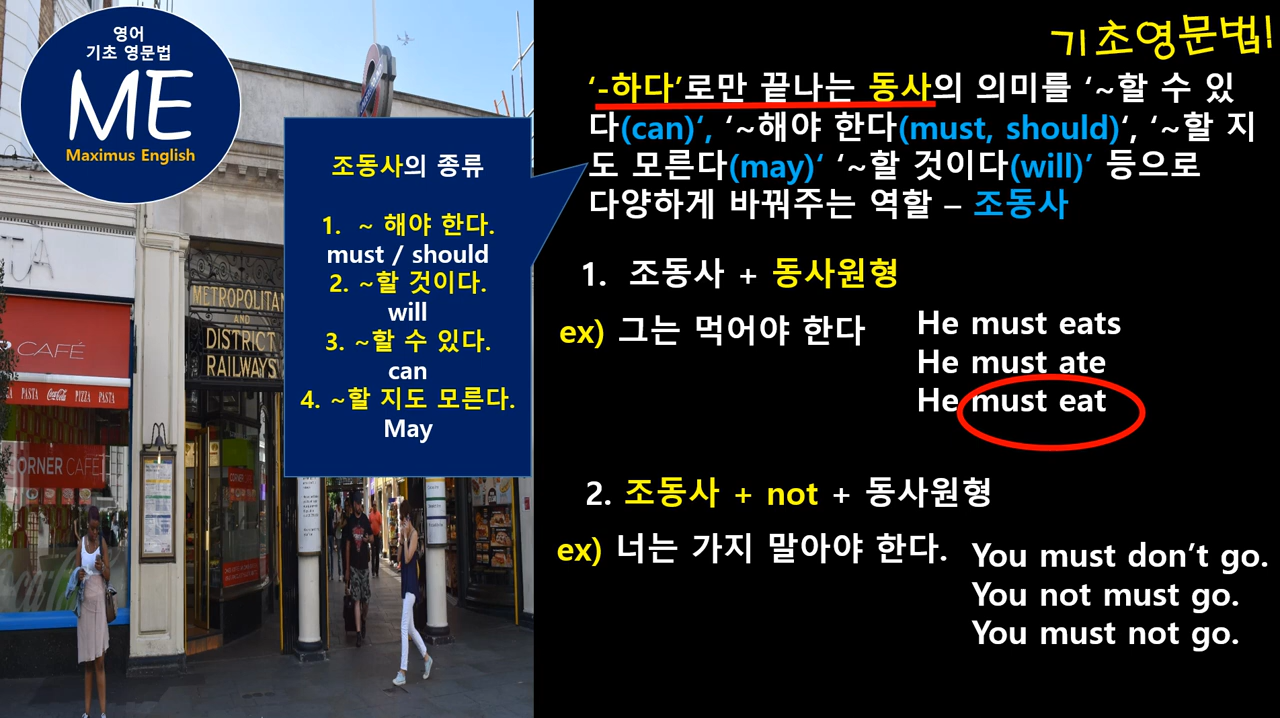 영어
기초 영문법
ME
Maximus English
기초영문법!
조동사의 종류
1. ~ 해야 한다.
must / should
2. ~할 것이다.
will
3. ~할 수 있다.
can
4. ~할 지도 모른다.
May
‘-하다’로만 끝나는 동사의 의미를 ‘~할 수 있
다(can)‘, ‘~해야 한다(must, should)‘, ‘~할 지
도 모른다(may)‘ ‘~할 것이다(will)’ 등으로
다양하게 바꿔주는 역할 – 조동사
1. 조동사 + 동사원형
ex) 그는 먹어야 한다
He must eats
He must ate
He must eat
2. 조동사 + not + 동사원형
ex) 너는 가지 말아야 한다.
You must don’t go.
You not must go.
You must not go.
METROPOLITAN
AND
DISTRICT
RAILWAYS
CAFÉ
PASTA Coca-Cola PIZZA PASTA
CORNER CAFÉ